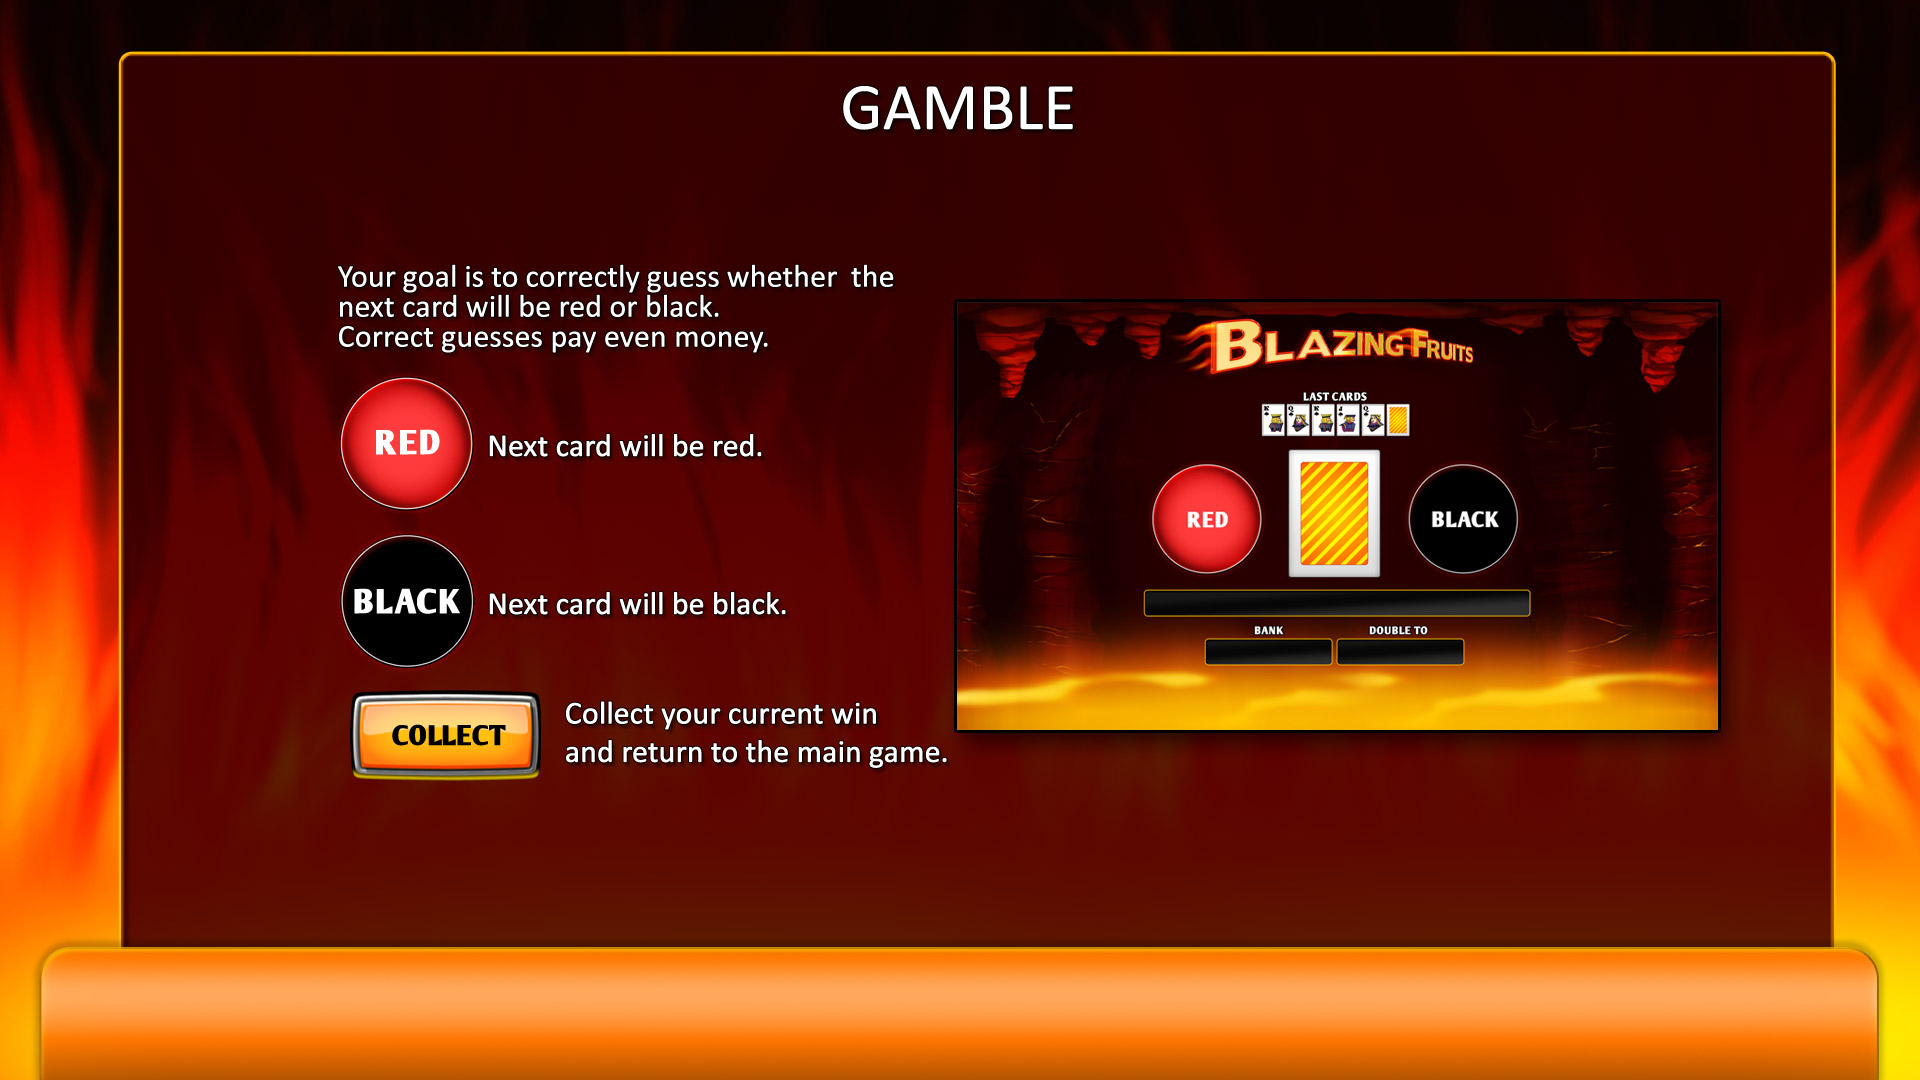 GAMBLE
Your goal is to correctly guess whether the
next card will be red or black.
Correct guesses pay even money.
RED
Next card will be red.
BLACK
Next card will be black.
COLLECT
Collect your current win
and return to the main game.
BLAZING FRUITS
LAST CARDS
K Q K J Q
RED
BLACK
BANK
DOUBLE TO